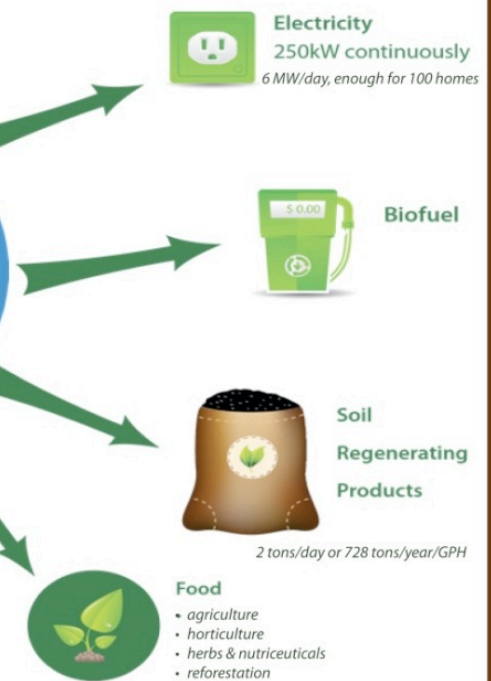 Electricity
250kW continuously
6 MW/day, enough for 100 homes
$ 0.00
Biofuel
Soil
Regenerating
Products
2 tons/day or 728 tons/year/GPH
Food
• agriculture
• horticulture
• herbs & nutriceuticals
• reforestation